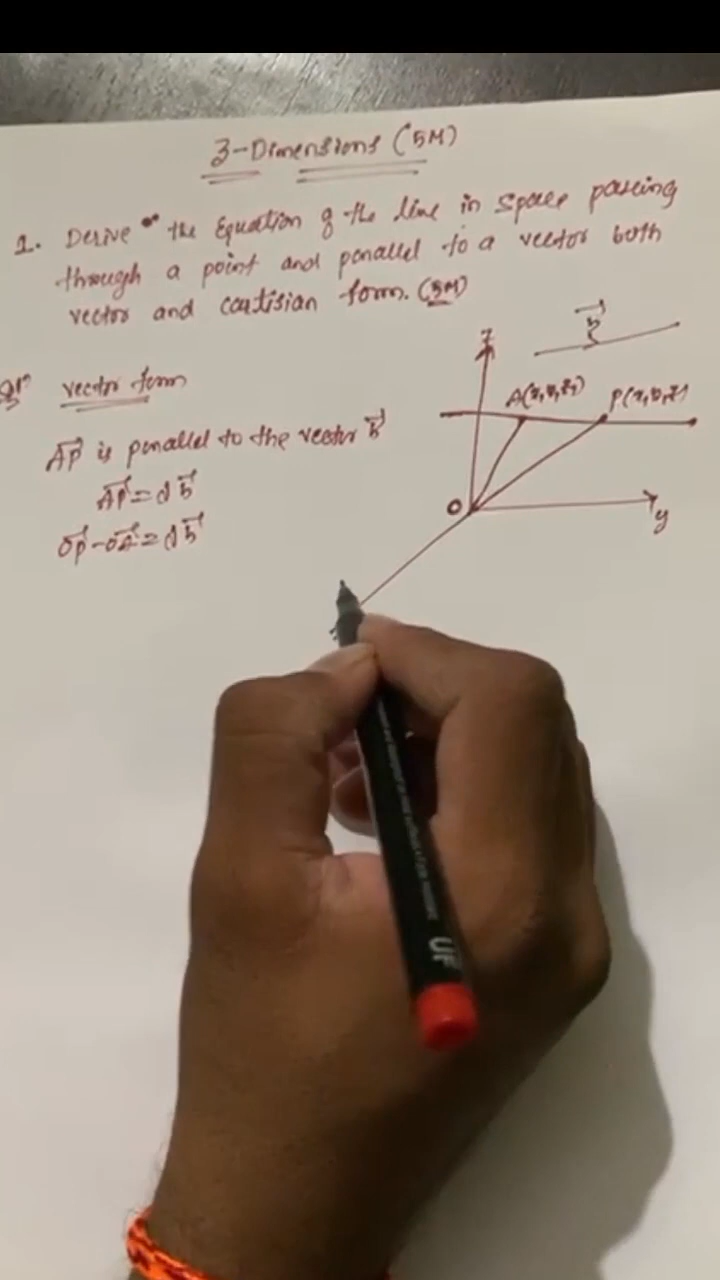 3-Dimensions (5M)
1. Derive the Equation of the line in space passing
through a point and parallel to a vector both
vector and cartisian form. (5M)
vector form
AP is parallel to the vector b
AP = λb
OP - OA = λb
b
z
A(x₁,y₁,z₁) P(x,y,z)
O
y
UF